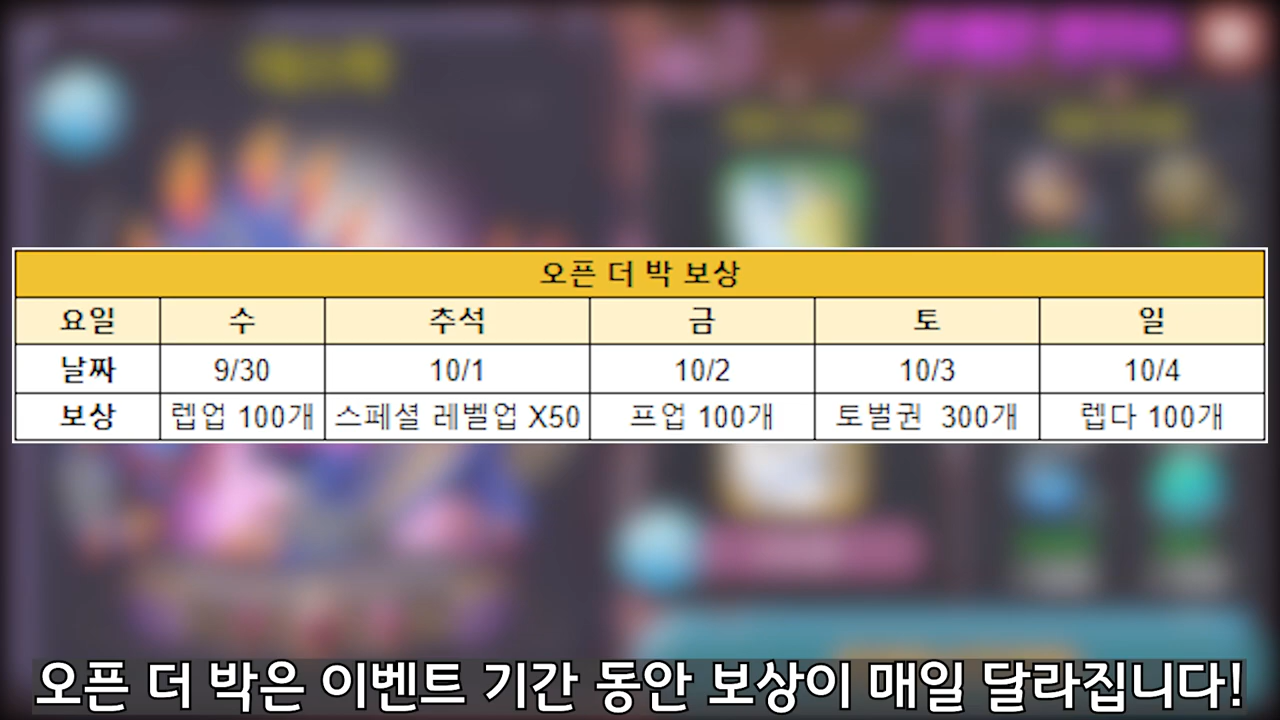 오픈 더 박 보상
요일 수 추석 금 토 일
날짜 9/30 10/1 10/2 10/3 10/4
보상 렙업 100개 스페셜 레벨업 X50 프업 100개 토벌권 300개 렙다 100개
오픈 더 박은 이벤트 기간 동안 보상이 매일 달라집니다!